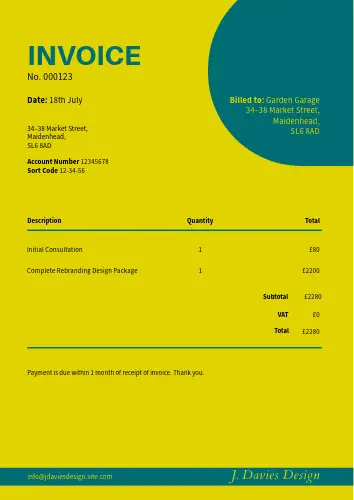 INVOICE
No. 000123
Date: 18th July
Billed to: Garden Garage
34-38 Market Street,
Maidenhead,
SL6 8AD
34-38 Market Street,
Maidenhead,
SL6 8AD
Account Number 12345678
Sort Code 12-34-56
Description Quantity Total
Initial Consultation 1 £80
Complete Rebranding Design Package 1 £2200
Subtotal £2280
VAT £0
Total £2280
Payment is due within 1 month of receipt of invoice. Thank you.
info@jdaviesdesign.site.com J. Davies Design